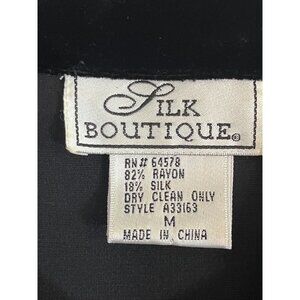 SILK
BOUTIQUE®
RN# 64578
82% RAYON
18% SILK
DRY CLEAN ONLY
STYLE A33163
M
MADE IN CHINA